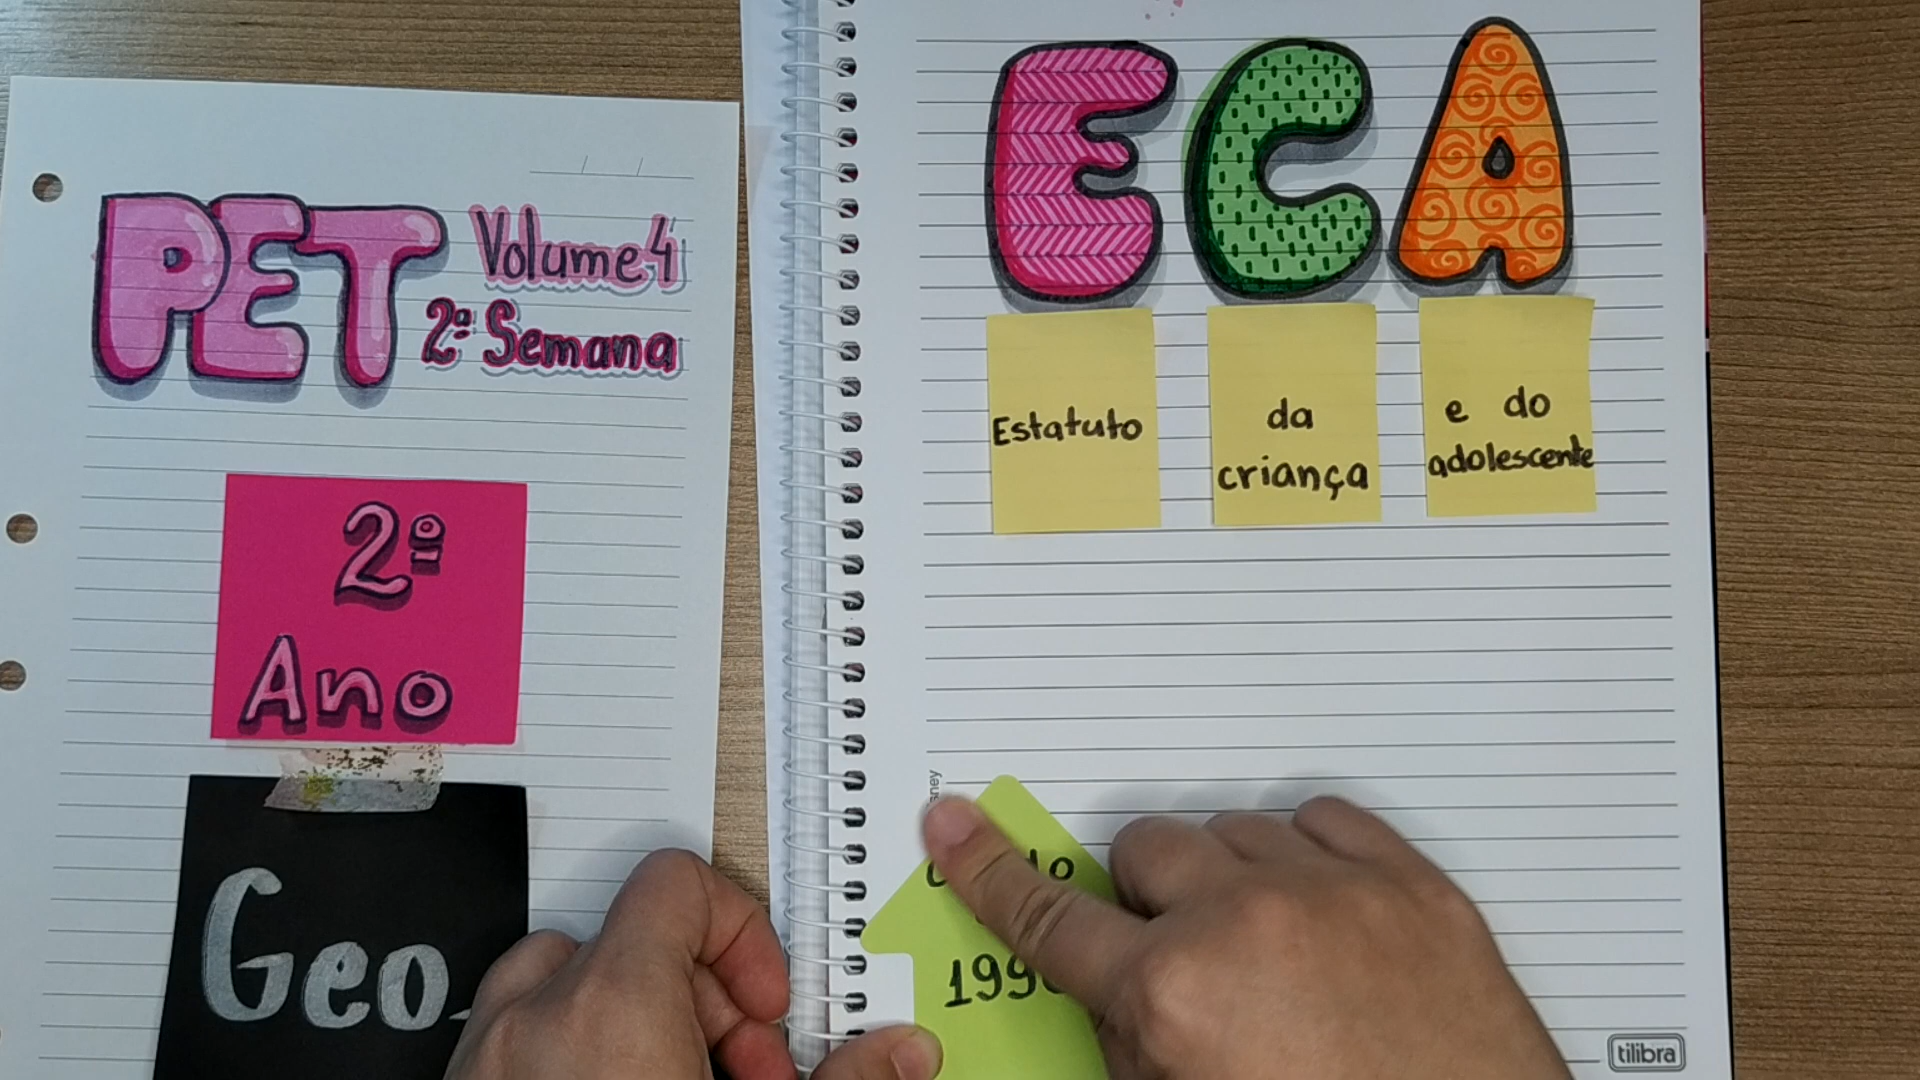 PET
Volume 4
2ª Semana
2º
Ano
Geo
ECA
Estatuto
da
criança
e do
adolescente
tilibra